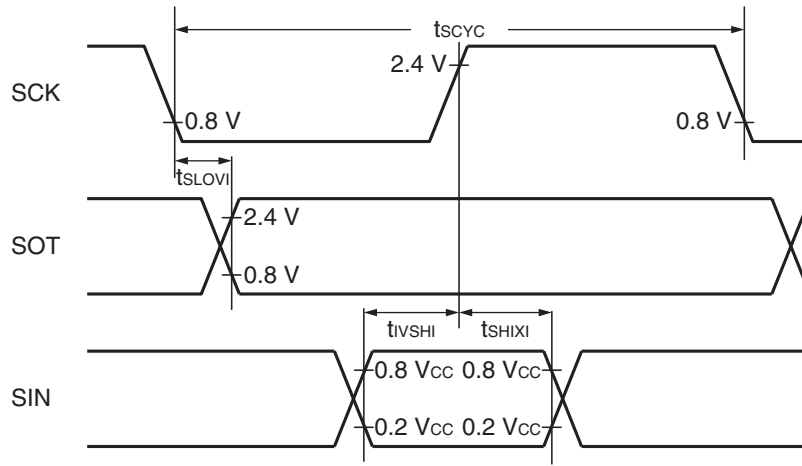 tSCYC
SCK
2.4 V
0.8 V
0.8 V
tSLOVI
SOT
2.4 V
0.8 V
tIVSHI
tSHIXI
SIN
0.8 VCC
0.8 VCC
0.2 VCC
0.2 VCC